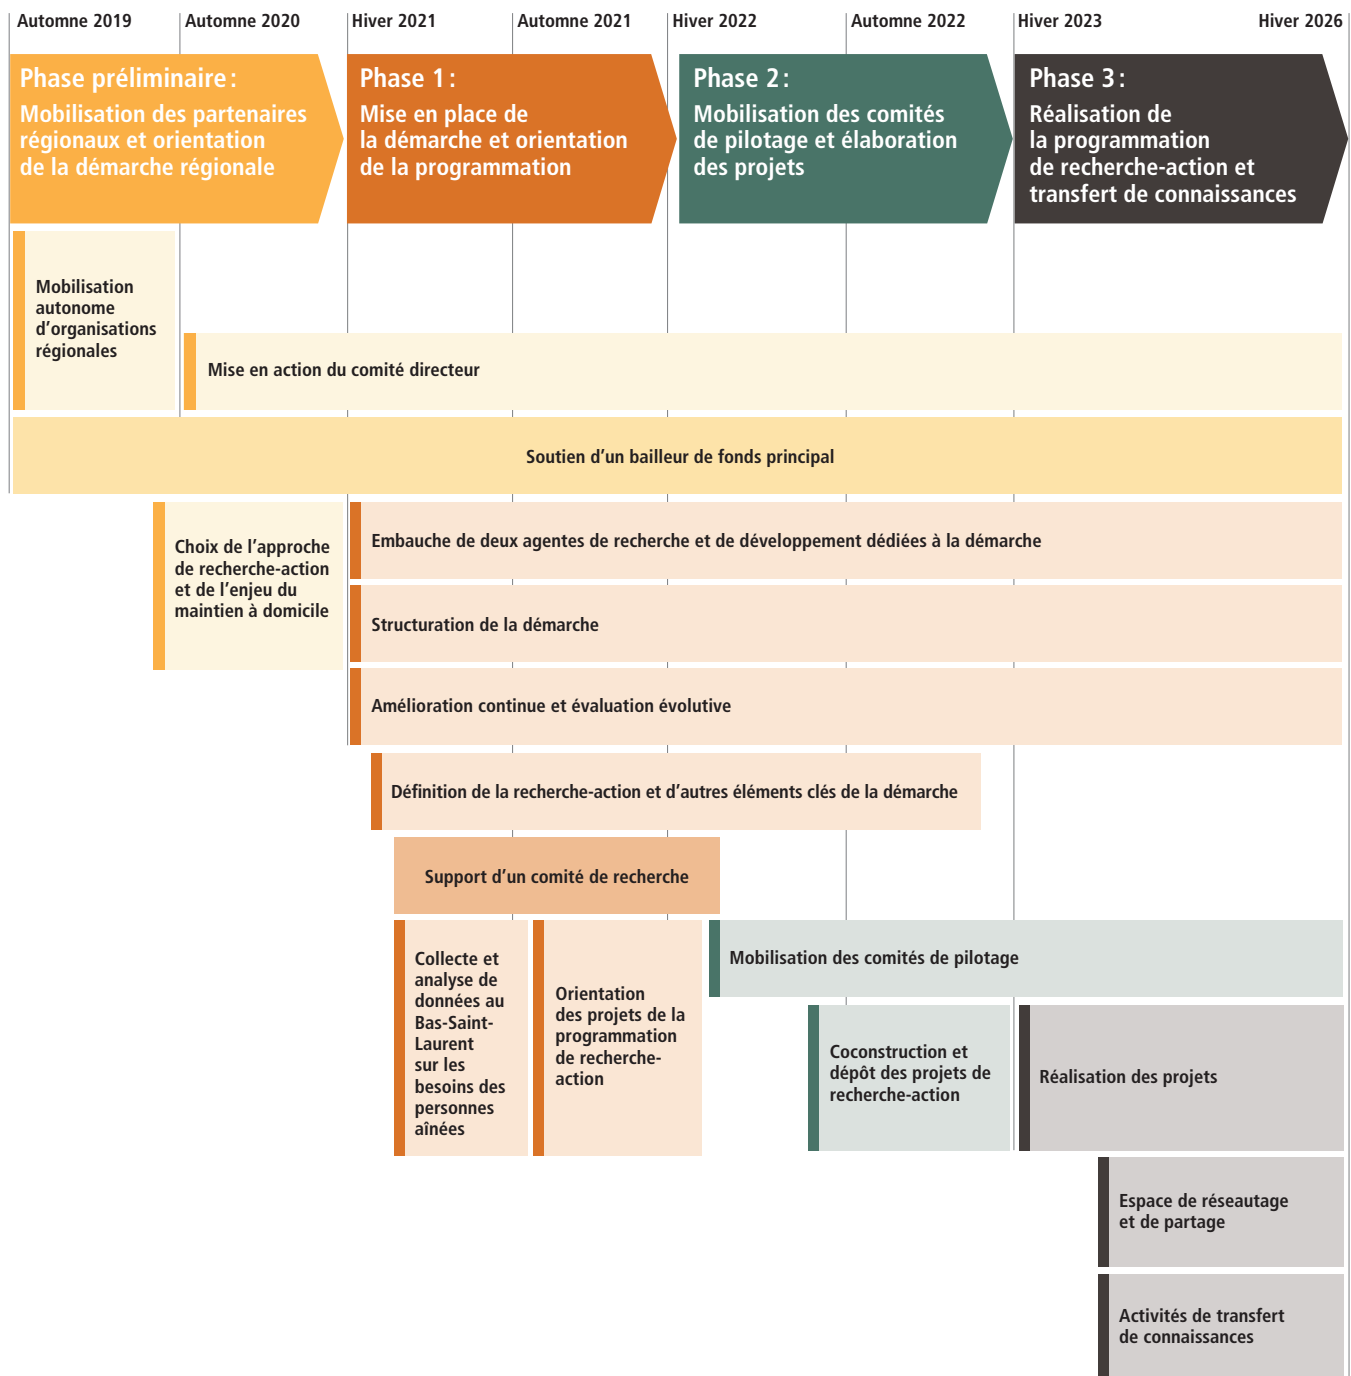 Automne 2019
Automne 2020
Hiver 2021
Automne 2021
Hiver 2022
Automne 2022
Hiver 2023
Hiver 2026
Phase préliminaire :
Mobilisation des partenaires
régionaux et orientation
de la démarche régionale
Phase 1 :
Mise en place de
la démarche et orientation
de la programmation
Phase 2 :
Mobilisation des comités
de pilotage et élaboration
des projets
Phase 3 :
Réalisation de
la programmation
de recherche-action et
transfert de connaissances
Mobilisation
autonome
d’organisations
régionales
Mise en action du comité directeur
Soutien d’un bailleur de fonds principal
Choix de l’approche
de recherche-action
et de l’enjeu du
maintien à domicile
Embauche de deux agentes de recherche et de développement dédiées à la démarche
Structuration de la démarche
Amélioration continue et évaluation évolutive
Définition de la recherche-action et d’autres éléments clés de la démarche
Support d’un comité de recherche
Collecte et
analyse de
données au
Bas-Saint-
Laurent
sur les
besoins des
personnes
aînées
Orientation
des projets de la
programmation
de recherche-
action
Mobilisation des comités de pilotage
Coconstruction et
dépôt des projets de
recherche-action
Réalisation des projets
Espace de réseautage
et de partage
Activités de transfert
de connaissances